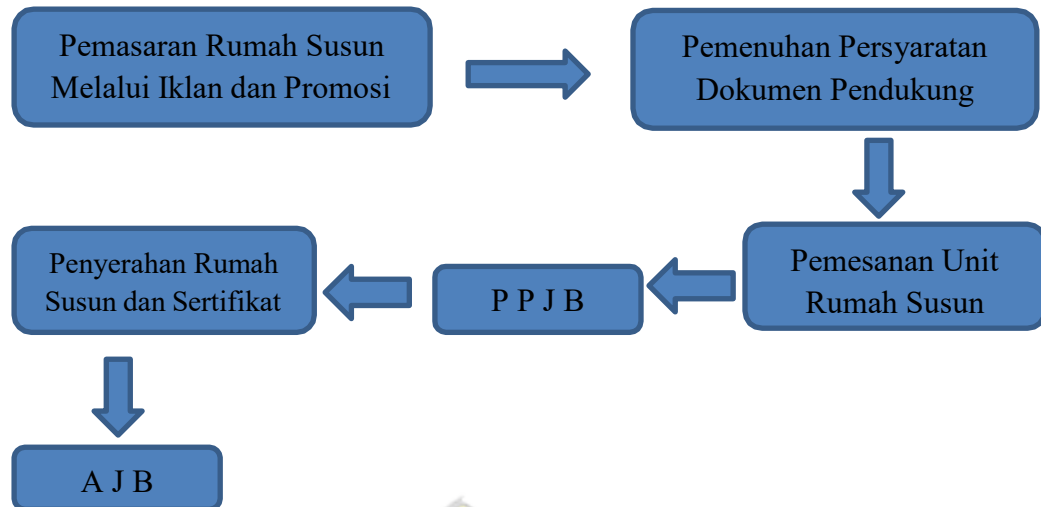 Pemasaran Rumah Susun
Melalui Iklan dan Promosi
Pemenuhan Persyaratan
Dokumen Pendukung
Pemesanan Unit
Rumah Susun
P P J B
Penyerahan Rumah
Susun dan Sertifikat
A J B